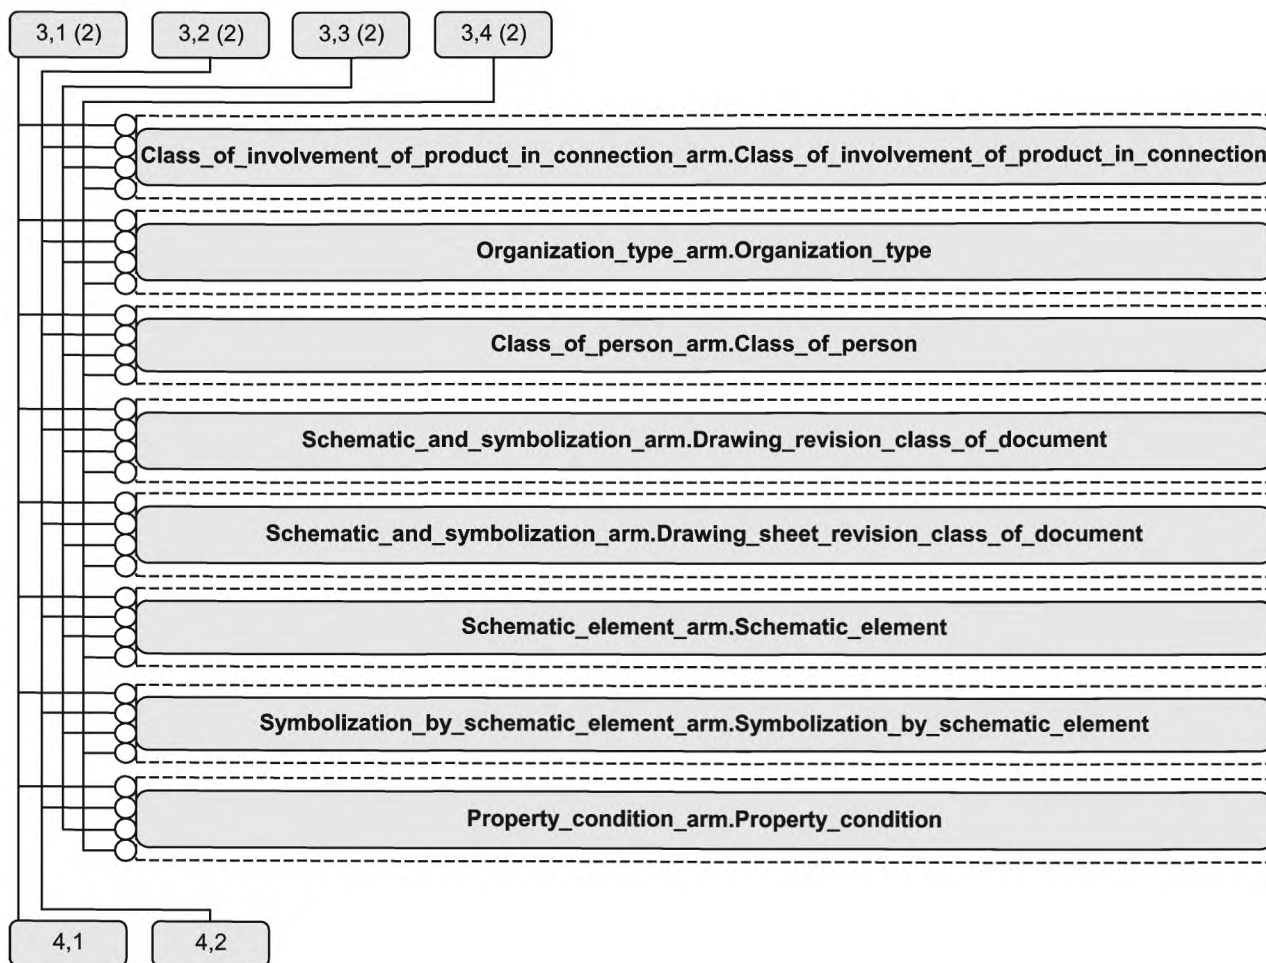 3,1 (2) 3,2 (2) 3,3 (2) 3,4 (2)
Class_of_involvement_of_product_in_connection_arm.Class_of_involvement_of_product_in_connection
Organization_type_arm.Organization_type
Class_of_person_arm.Class_of_person
Schematic_and_symbolization_arm.Drawing_revision_class_of_document
Schematic_and_symbolization_arm.Drawing_sheet_revision_class_of_document
Schematic_element_arm.Schematic_element
Symbolization_by_schematic_element_arm.Symbolization_by_schematic_element
Property_condition_arm.Property_condition
4,1 4,2